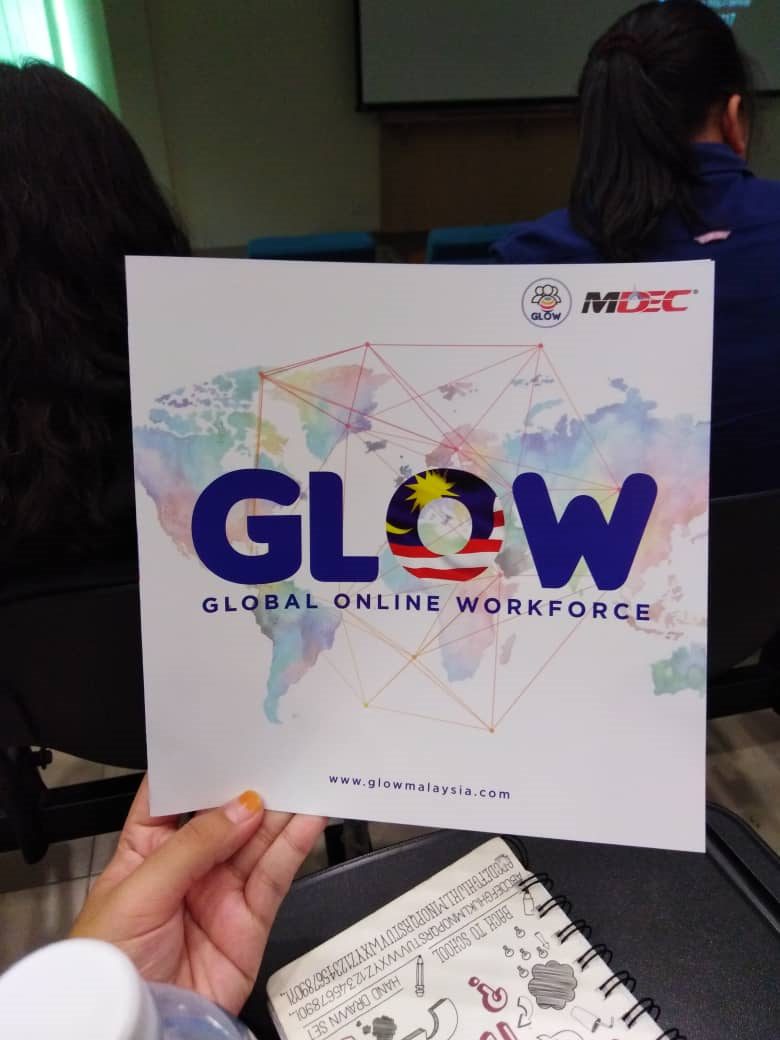 GLOW
MDEC®
GLOW
GLOBAL ONLINE WORKFORCE
www.glowmalaysia.com
BACK TO SCHOOL
HAND DRAWN SET